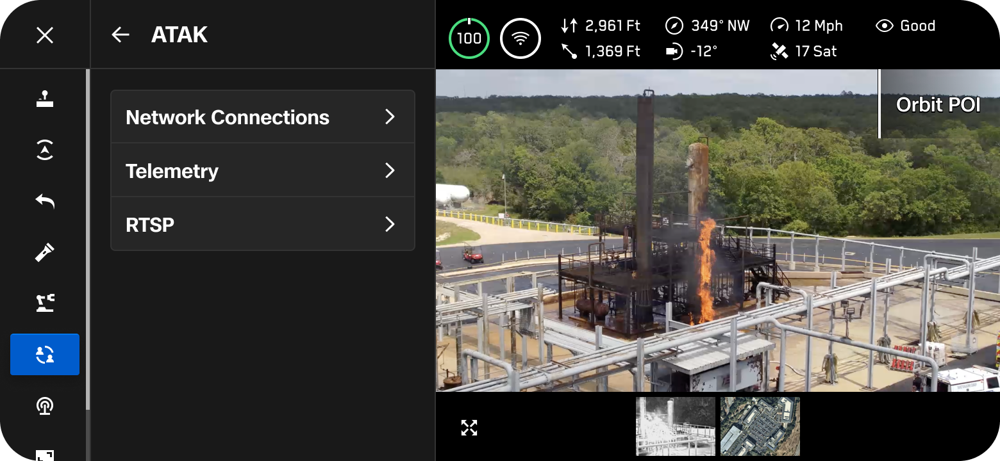 ATAK
Network Connections
Telemetry
RTSP
100
2,961 Ft
349° NW
12 Mph
Good
1,369 Ft
-12°
17 Sat
Orbit POI